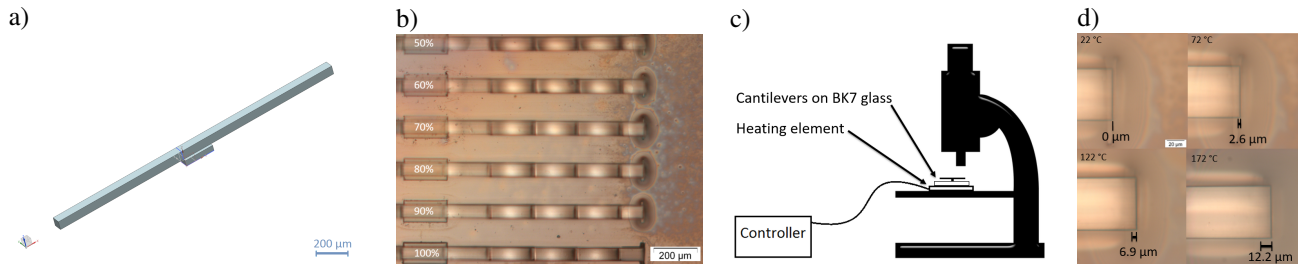 a)
200 µm
b)
50%
60%
70%
80%
90%
100%
200 µm
c)
Cantilevers on BK7 glass
Heating element
Controller
d)
22 °C
0 µm
20 µm
72 °C
2.6 µm
122 °C
6.9 µm
172 °C
12.2 µm